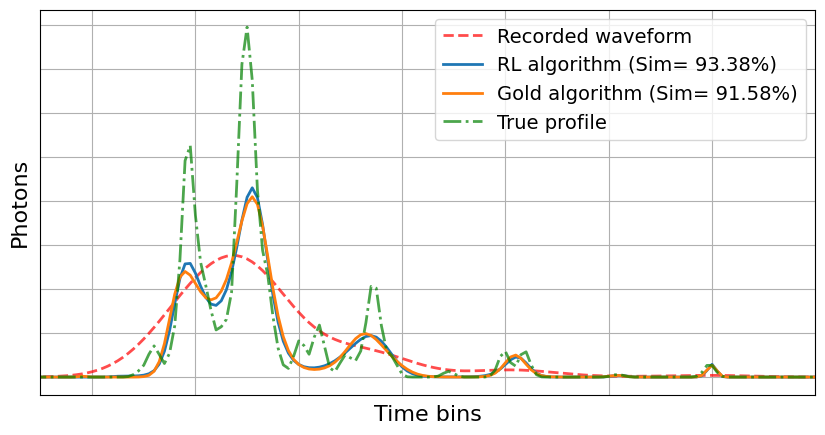 Recorded waveform
RL algorithm (Sim= 93.38%)
Gold algorithm (Sim= 91.58%)
True profile
Photons
Time bins